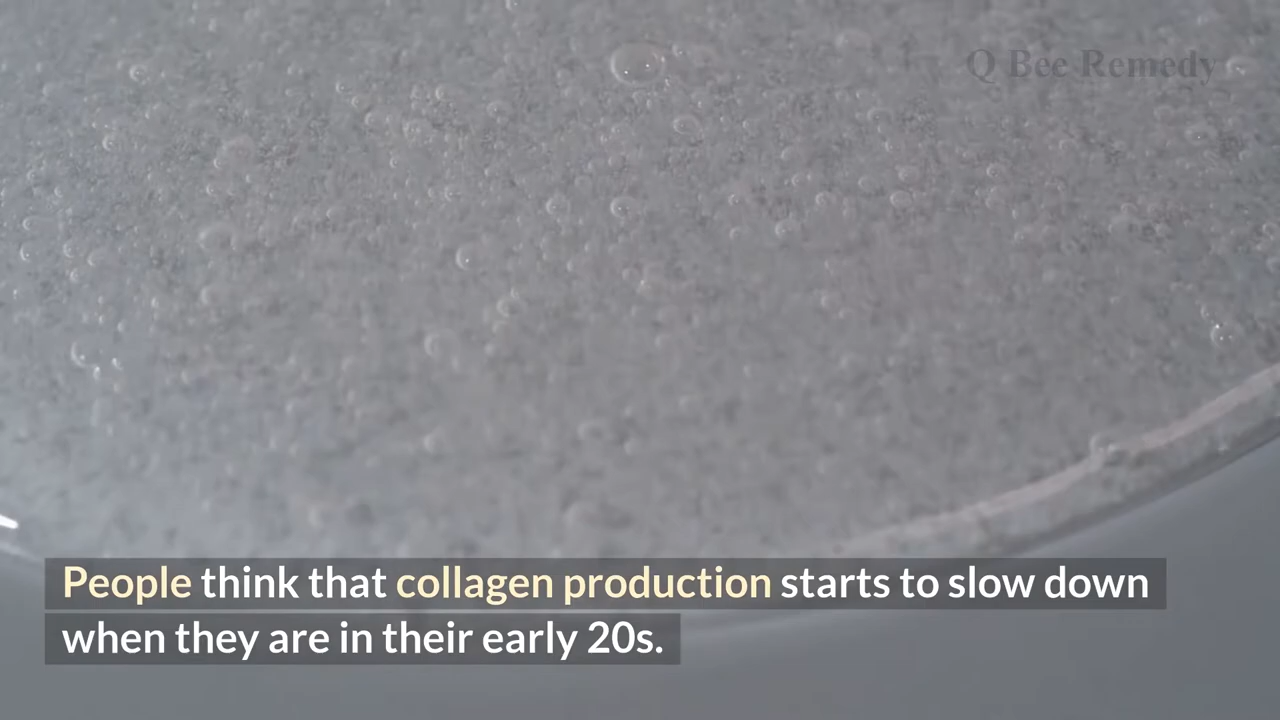 Q Bee Remedy
People think that collagen production starts to slow down
when they are in their early 20s.